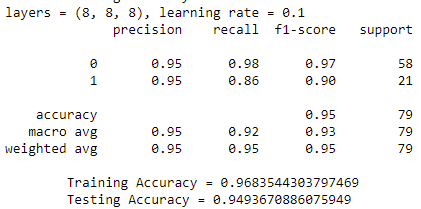 layers = (8, 8, 8), learning rate = 0.1
precision recall f1-score support
0 0.95 0.98 0.97 58
1 0.95 0.86 0.90 21
accuracy 0.95 79
macro avg 0.95 0.92 0.93 79
weighted avg 0.95 0.95 0.95 79
Training Accuracy = 0.9683544303797469
Testing Accuracy = 0.9493670886075949